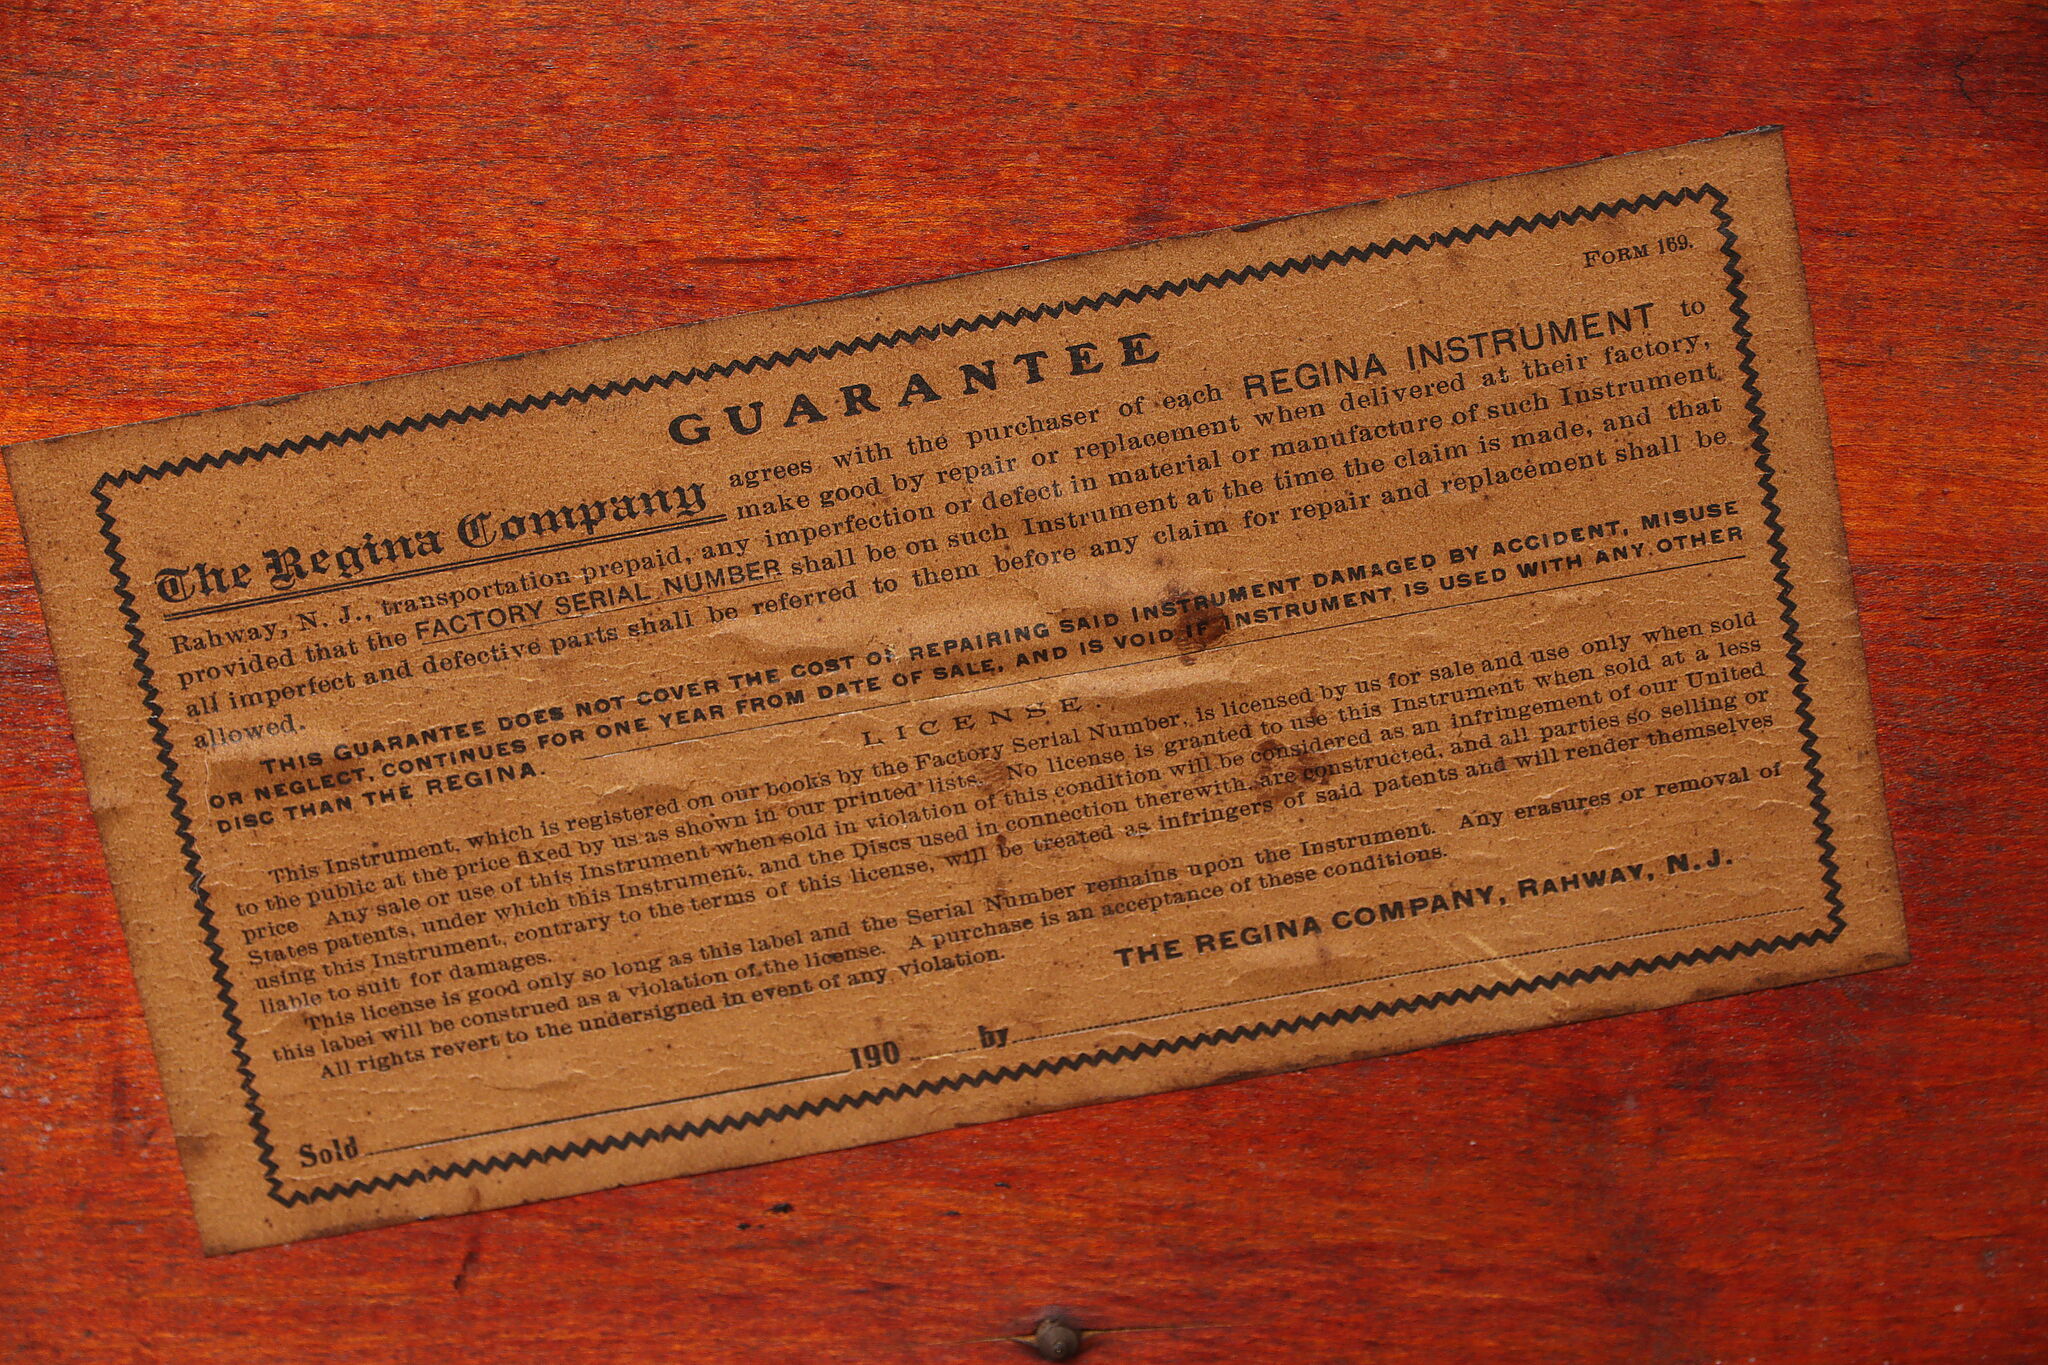 FORM 169.
GUARANTEE
The Regina Company agrees with the purchaser of each REGINA INSTRUMENT to
make good by repair or replacement when delivered at their factory,
Rahway, N. J., transportation prepaid, any imperfection or defect in material or manufacture of such Instrument
provided that the FACTORY SERIAL NUMBER shall be on such Instrument at the time the claim is made, and that
all imperfect and defective parts shall be referred to them before any claim for repair and replacement shall be
allowed.
THIS GUARANTEE DOES NOT COVER THE COST OF REPAIRING SAID INSTRUMENT DAMAGED BY ACCIDENT, MISUSE
OR NEGLECT, CONTINUES FOR ONE YEAR FROM DATE OF SALE, AND IS VOID IF INSTRUMENT IS USED WITH ANY OTHER
DISC THAN THE REGINA.
LICENSE.
This Instrument, which is registered on our books by the Factory Serial Number, is licensed by us for sale and use only when sold
to the public at the price fixed by us as shown in our printed lists. No license is granted to use this Instrument when sold at a less
price Any sale or use of this Instrument when sold in violation of this condition will be considered as an infringement of our United
States patents, under which this Instrument, and the Discs used in connection therewith, are constructed, and all parties so selling or
using this Instrument, contrary to the terms of this license, will be treated as infringers of said patents and will render themselves
liable to suit for damages.
This license is good only so long as this label and the Serial Number remains upon the Instrument. Any erasures or removal of
this label will be construed as a violation of the license. A purchase is an acceptance of these conditions.
All rights revert to the undersigned in event of any violation.
THE REGINA COMPANY, RAHWAY, N. J.
Sold 190 by